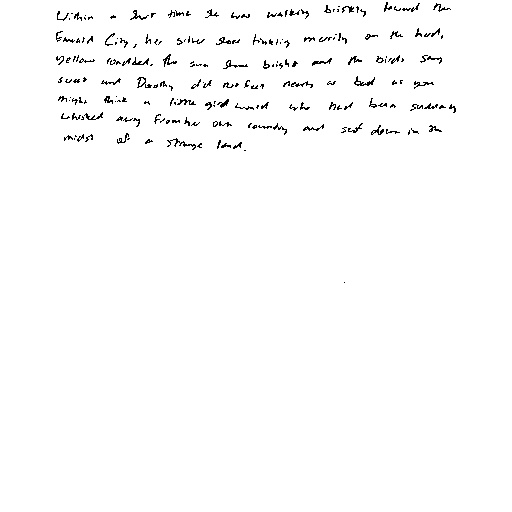 Within a short time she was walking briskly toward the
Emerald City, her silver shoes tinkling merrily on the hard,
yellow roadbed. The sun shone bright and the birds sang
sweet and Dorothy did not feel nearly as bad as you
might think a little girl would who had been suddenly
whisked away from her own country and set down in the
midst of a strange land.